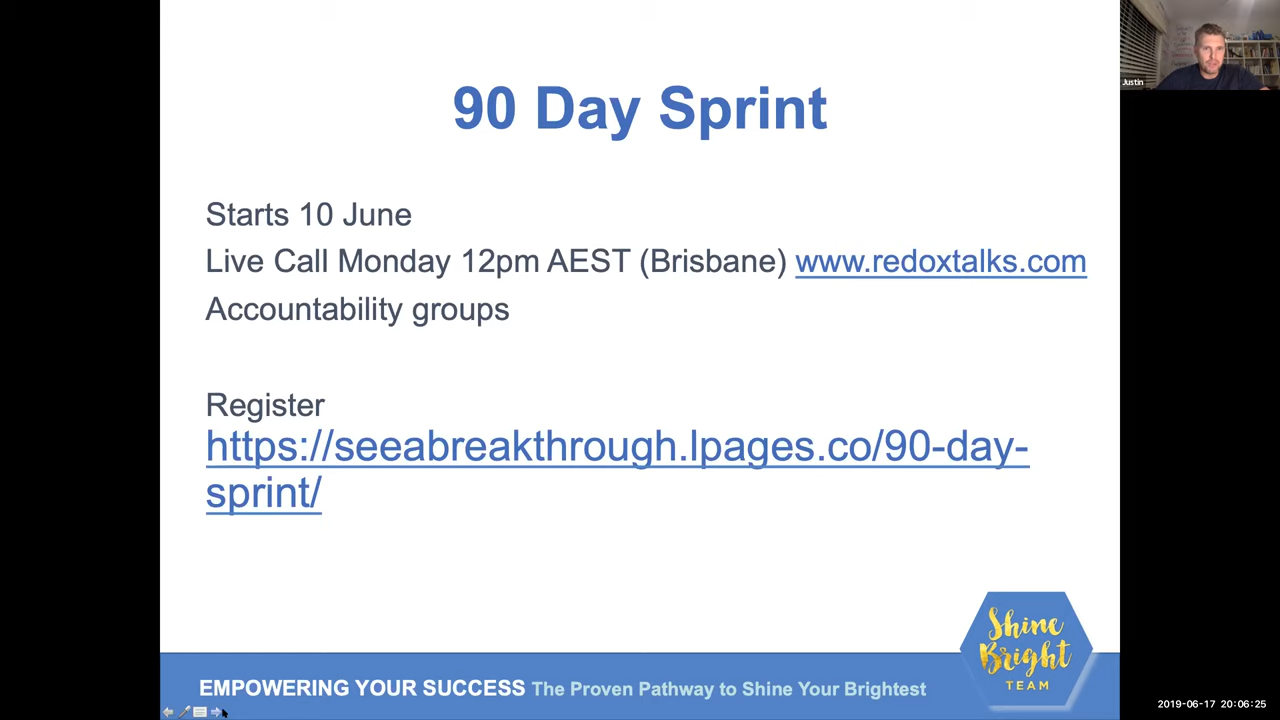 90 Day Sprint
Justin
Starts 10 June
Live Call Monday 12pm AEST (Brisbane) www.redoxtalks.com
Accountability groups
Register
https://seeabreakthrough.lpages.co/90-day-
sprint/
Shine
Bright
TEAM
EMPOWERING YOUR SUCCESS The Proven Pathway to Shine Your Brightest
2019-06-17 20:06:25